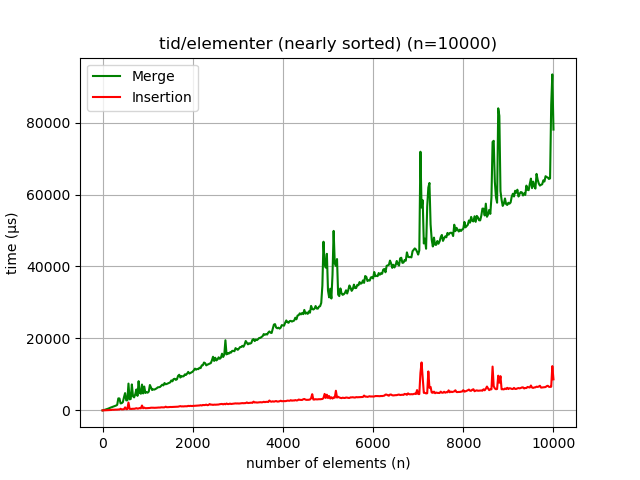 tid/elementer (nearly sorted) (n=10000)
Merge
Insertion
80000
60000
40000
20000
0
time (µs)
0 2000 4000 6000 8000 10000
number of elements (n)